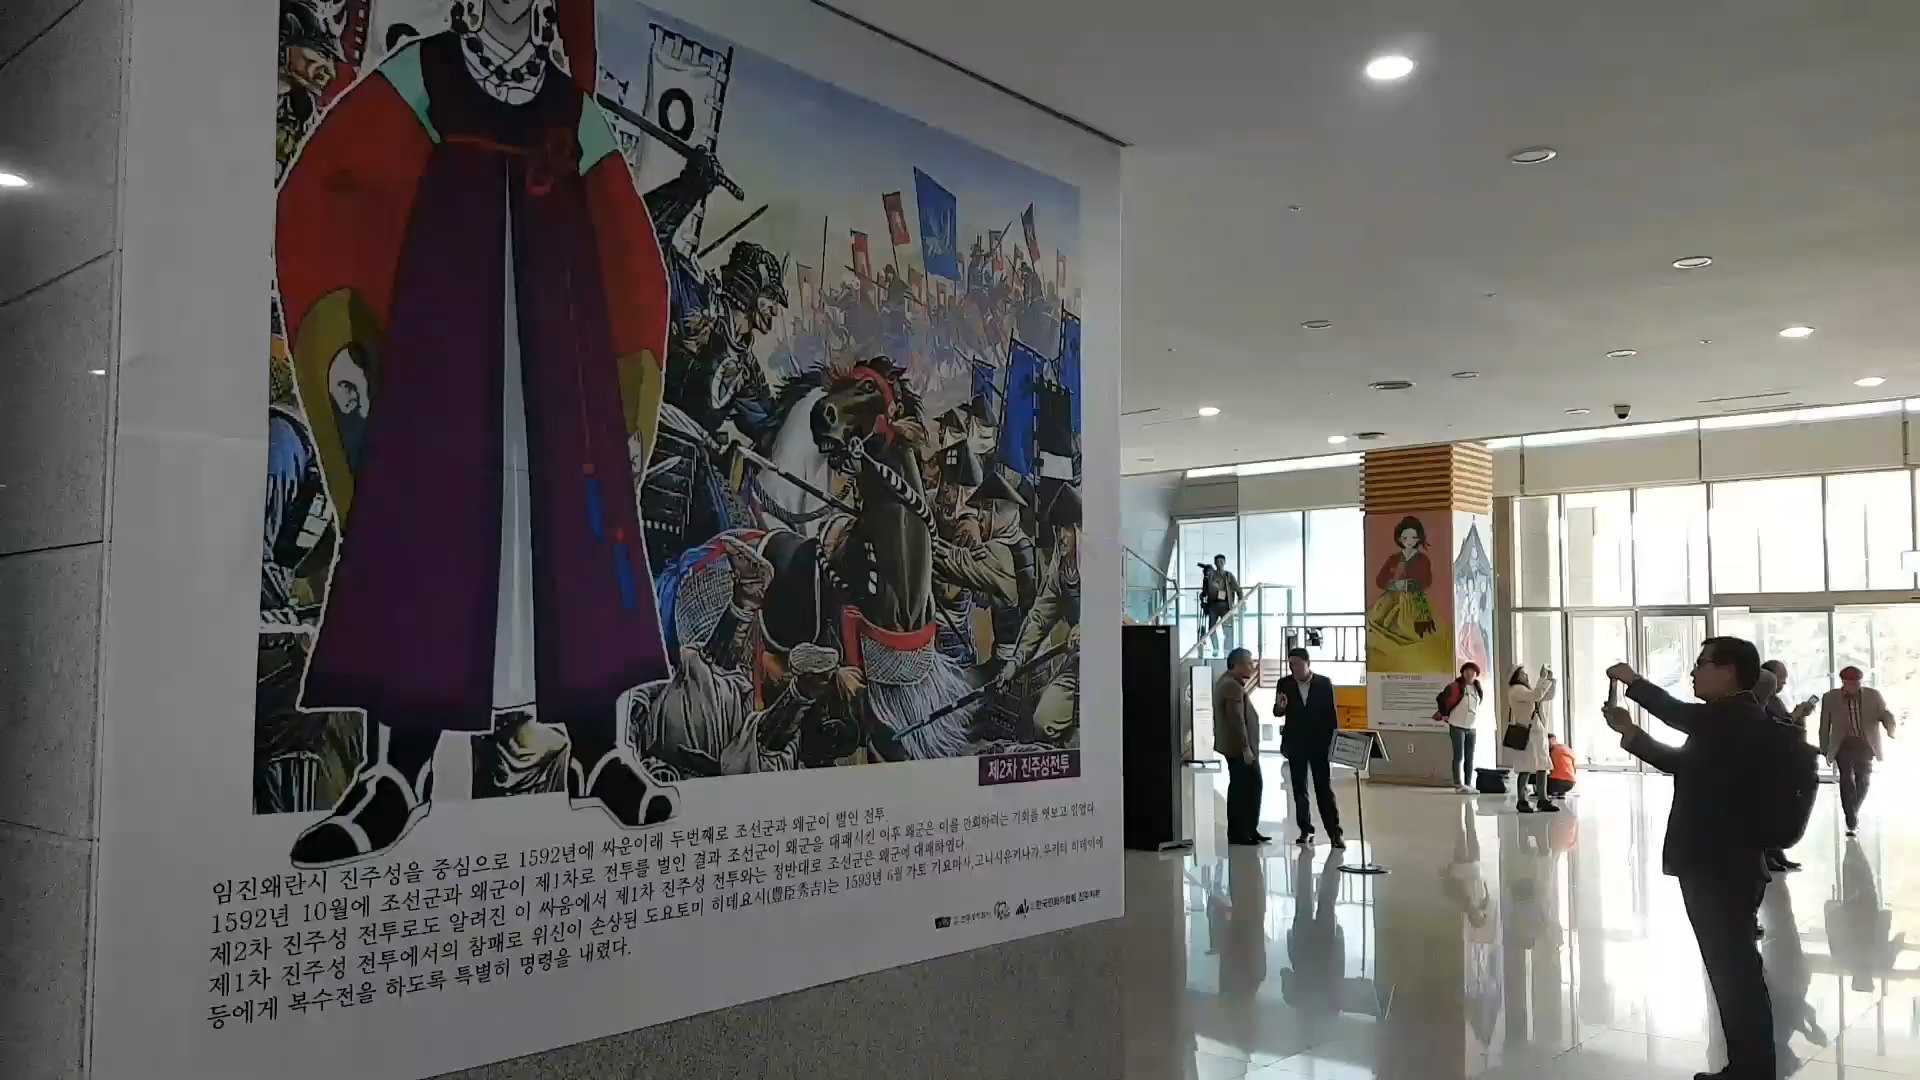 제2차 진주성전투
임진왜란시 진주성을 중심으로 1592년에 싸운이래 두번째로 조선군과 왜군이 벌인 전투.
1592년 10월에 조선군과 왜군이 제1차로 전투를 벌인 결과 조선군이 왜군을 대패시킨 이후 왜군은 이를 만회하려는 기회를 엿보고 있었다
제2차 진주성 전투로도 알려진 이 싸움에서 제1차 진주성 전투와는 정반대로 조선군은 왜군에 대패하였다.
제1차 진주성 전투에서의 참패로 위신이 손상된 도요토미 히데요시(豊臣秀吉)는 1593년 6월 가토 기요마사,고니시유키나가,우키타 히데이에
등에게 복수전을 하도록 특별히 명령을 내렸다.
한국만화가협회 진주지부